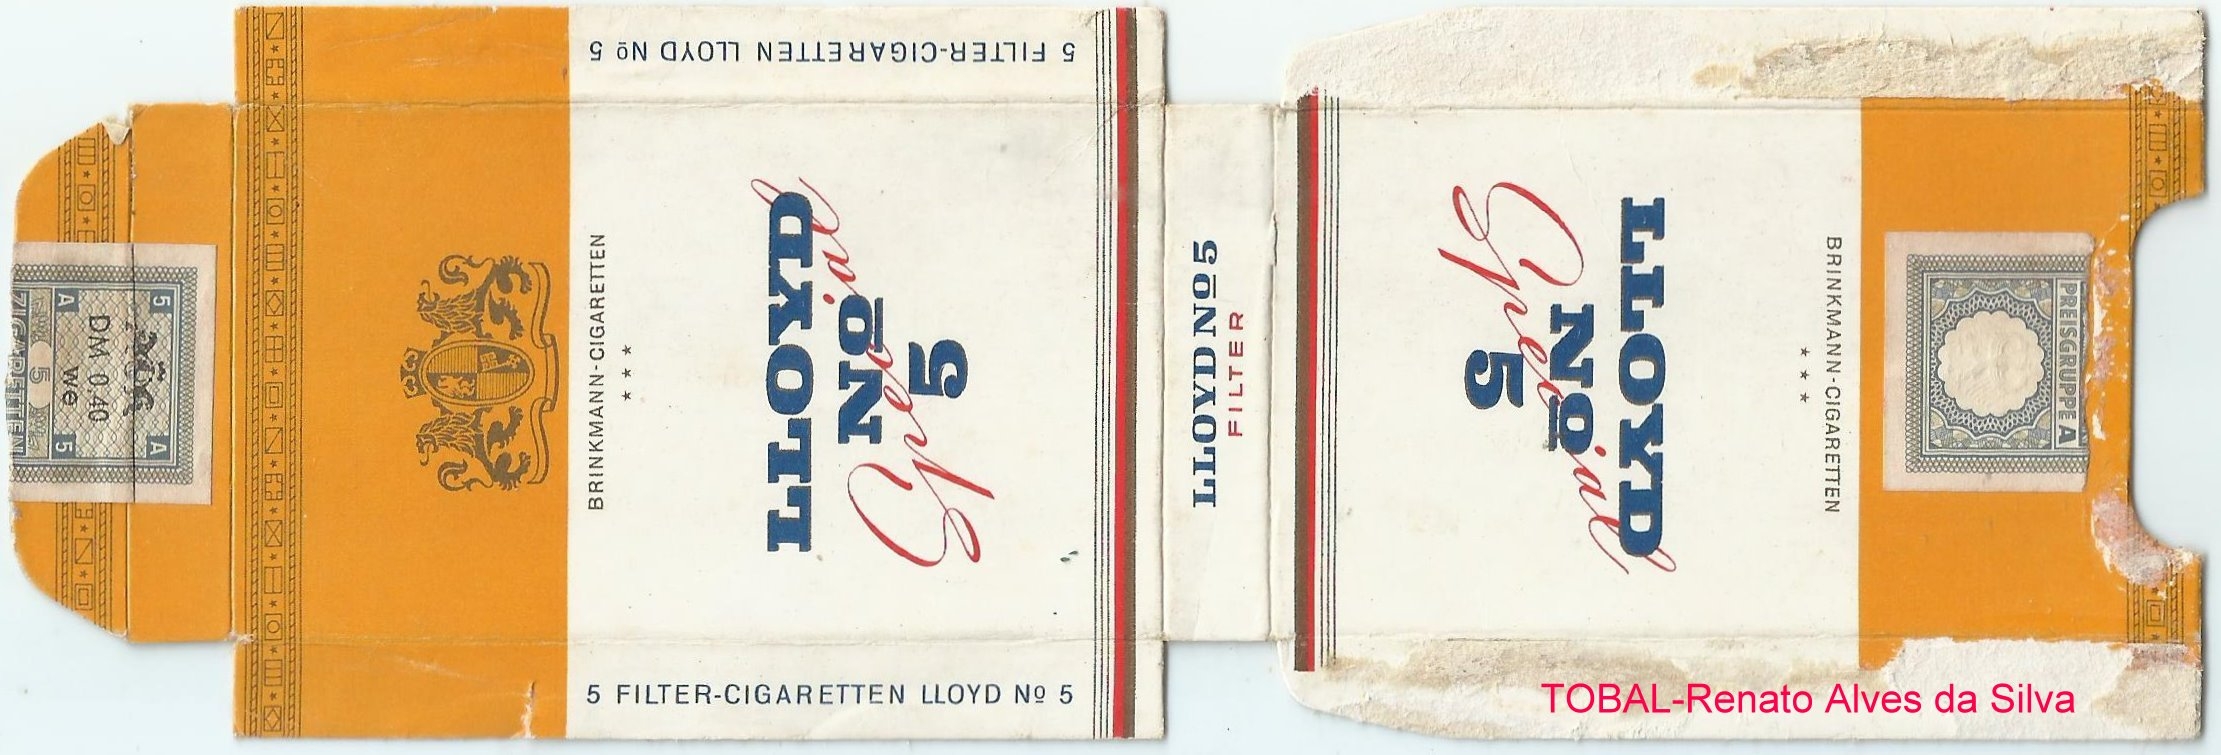 5 FILTER-CIGARETTEN LLOYD Nº 5
5 A
DM 0.40
206 we
A 5
5
ZIGARETTEN
BRINKMANN-CIGARETTEN
★ ★ ★
LLOYD
Nº
5
Special
5 FILTER-CIGARETTEN LLOYD Nº 5
LLOYD Nº 5
FILTER
LLOYD
Nº
5
Special
BRINKMANN-CIGARETTEN
★ ★ ★
PREISGRUPPE A
TOBAL-Renato Alves da Silva